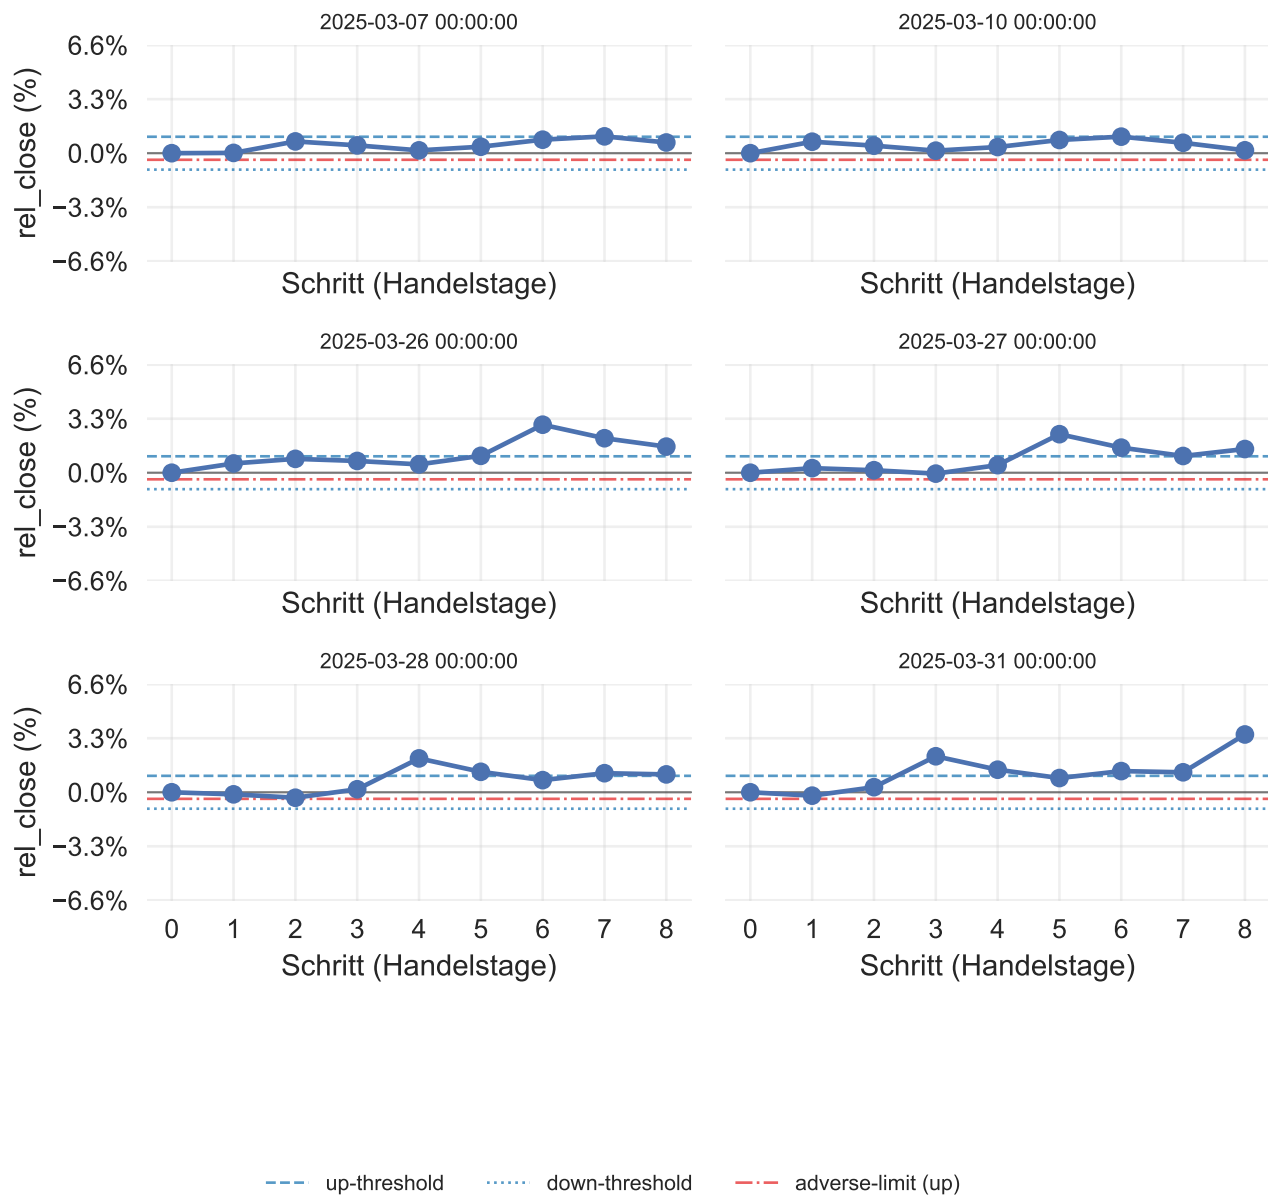 2025-03-07 00:00:00
2025-03-10 00:00:00
6.6%
3.3%
0.0%
−3.3%
−6.6%
rel_close (%)
Schritt (Handelstage)
Schritt (Handelstage)
2025-03-26 00:00:00
2025-03-27 00:00:00
6.6%
3.3%
0.0%
−3.3%
−6.6%
rel_close (%)
Schritt (Handelstage)
Schritt (Handelstage)
2025-03-28 00:00:00
2025-03-31 00:00:00
6.6%
3.3%
0.0%
−3.3%
−6.6%
rel_close (%)
0 1 2 3 4 5 6 7 8
0 1 2 3 4 5 6 7 8
Schritt (Handelstage)
Schritt (Handelstage)
up-threshold
down-threshold
adverse-limit (up)